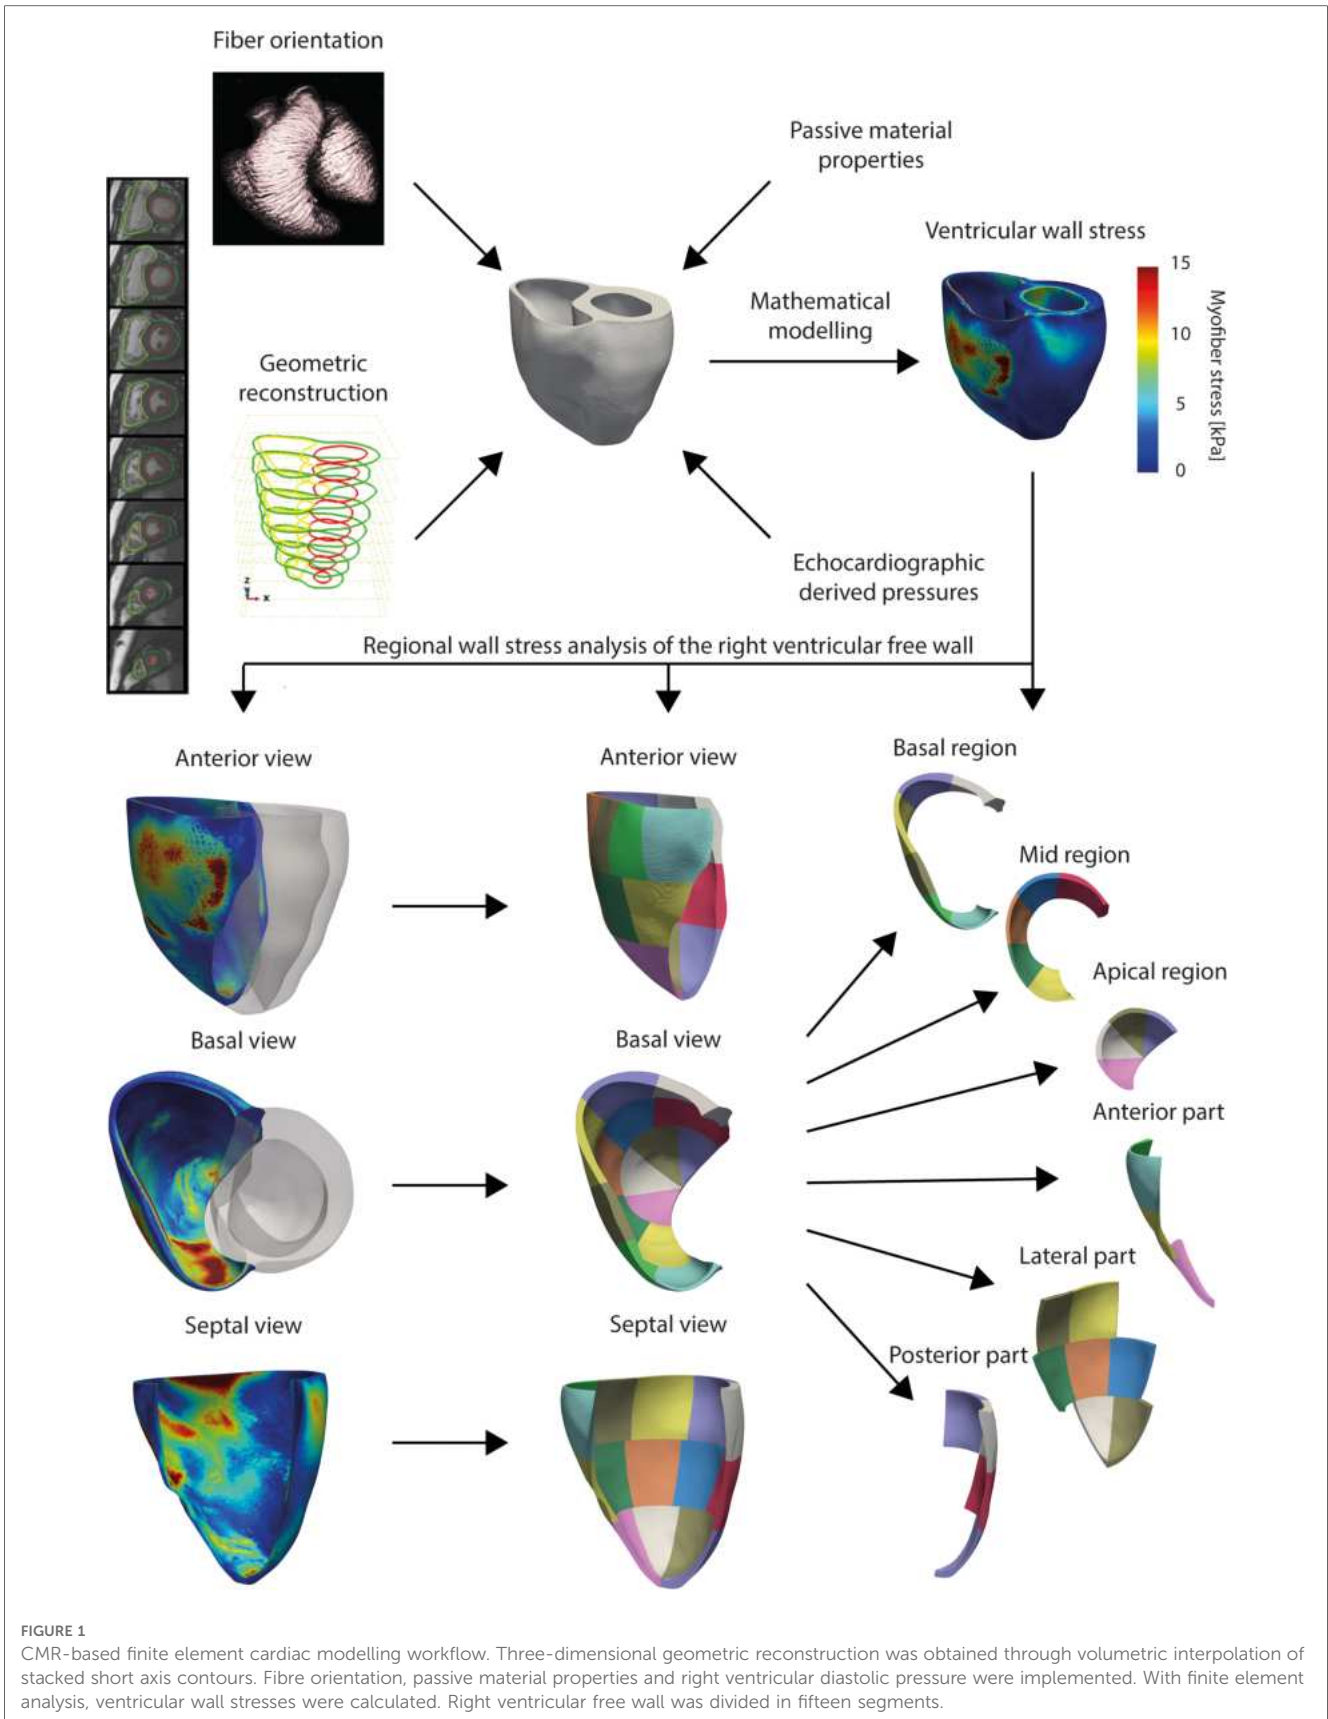 Fiber orientation
Passive material
properties
Ventricular wall stress
15
10
5
0
Myofiber stress [kPa]
Mathematical
modelling
Geometric
reconstruction
z
Y
x
Echocardiographic
derived pressures
Regional wall stress analysis of the right ventricular free wall
Anterior view
Anterior view
Basal region
Mid region
Apical region
Basal view
Basal view
Anterior part
Lateral part
Septal view
Septal view
Posterior part
FIGURE 1
CMR-based finite element cardiac modelling workflow. Three-dimensional geometric reconstruction was obtained through volumetric interpolation of
stacked short axis contours. Fibre orientation, passive material properties and right ventricular diastolic pressure were implemented. With finite element
analysis, ventricular wall stresses were calculated. Right ventricular free wall was divided in fifteen segments.